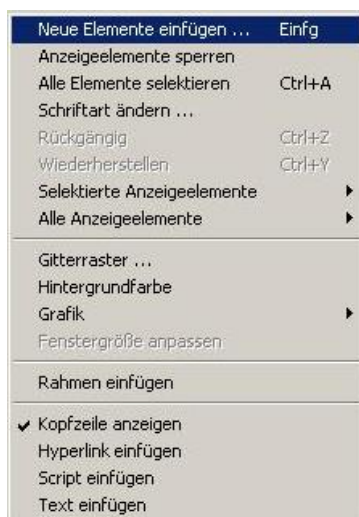 Neue Elemente einfügen ... Einfg
Anzeigeelemente sperren
Alle Elemente selektieren Ctrl+A
Schriftart ändern ...
Rückgängig Ctrl+Z
Wiederherstellen Ctrl+Y
Selektierte Anzeigeelemente
Alle Anzeigeelemente
Gitterraster ...
Hintergrundfarbe
Grafik
Fenstergröße anpassen
Rahmen einfügen
Kopfzeile anzeigen
Hyperlink einfügen
Script einfügen
Text einfügen